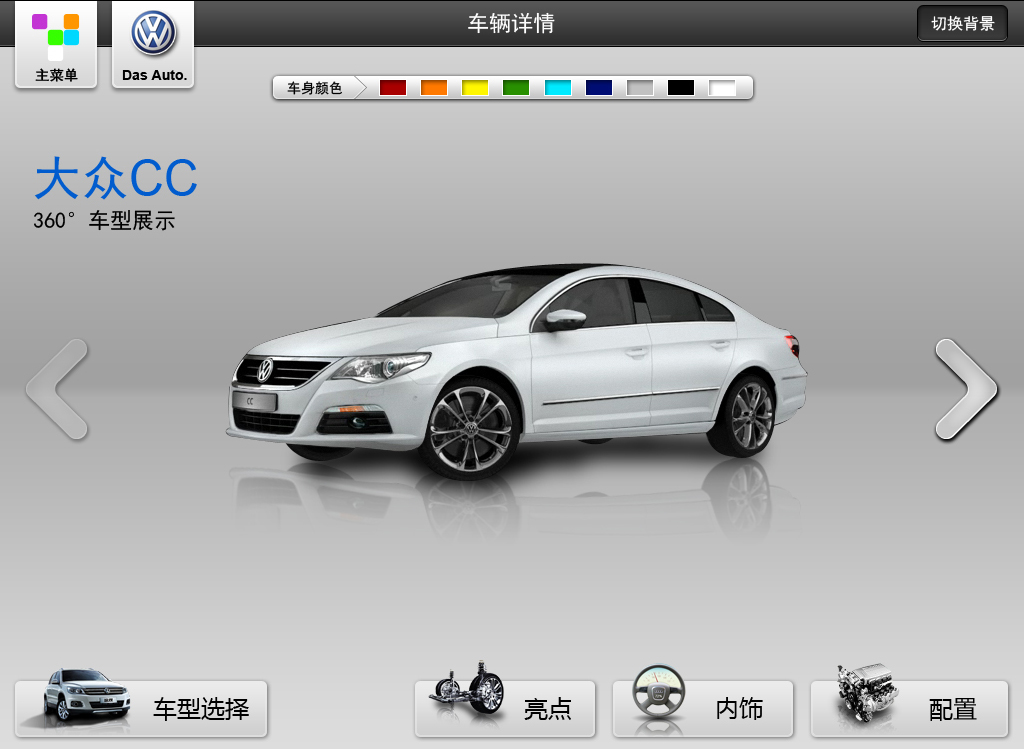 车辆详情
切换背景
主菜单
Das Auto.
车身颜色
大众CC
360°车型展示
CC
车型选择
亮点
内饰
配置